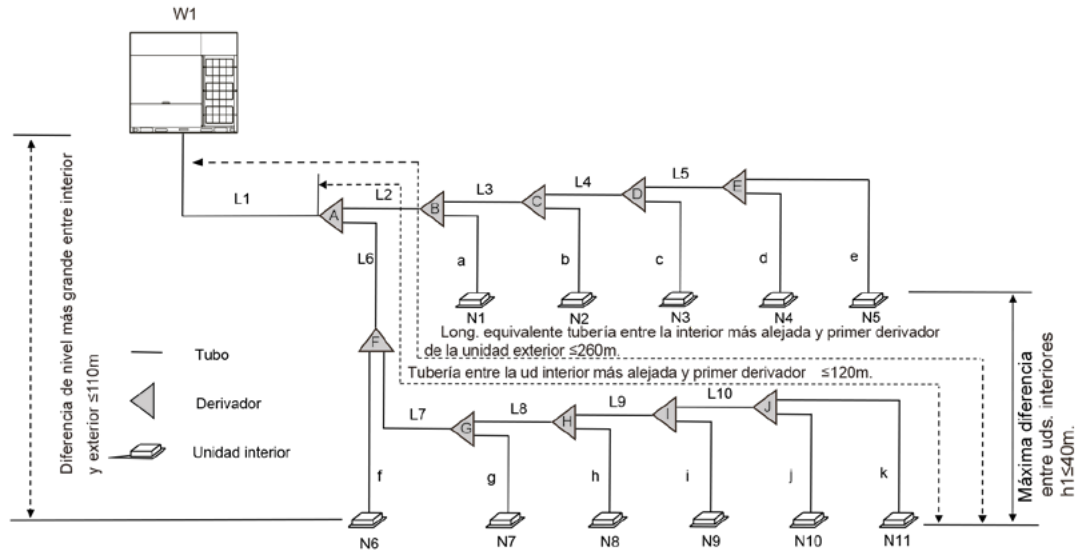 W1
Diferencia de nivel más grande entre interior
y exterior ≤110m
L1
L2
L3
L4
L5
A
B
C
D
E
L6
a
b
c
d
e
N1
N2
N3
N4
N5
Long. equivalente tubería entre la interior más alejada y primer derivador
de la unidad exterior ≤260m.
Tubería entre la ud interior más alejada y primer derivador ≤120m.
F
Tubo
Derivador
Unidad interior
L7
L8
L9
L10
G
H
I
J
f
g
h
i
j
k
N6
N7
N8
N9
N10
N11
Máxima diferencia
entre uds. interiores
h1≤40m.